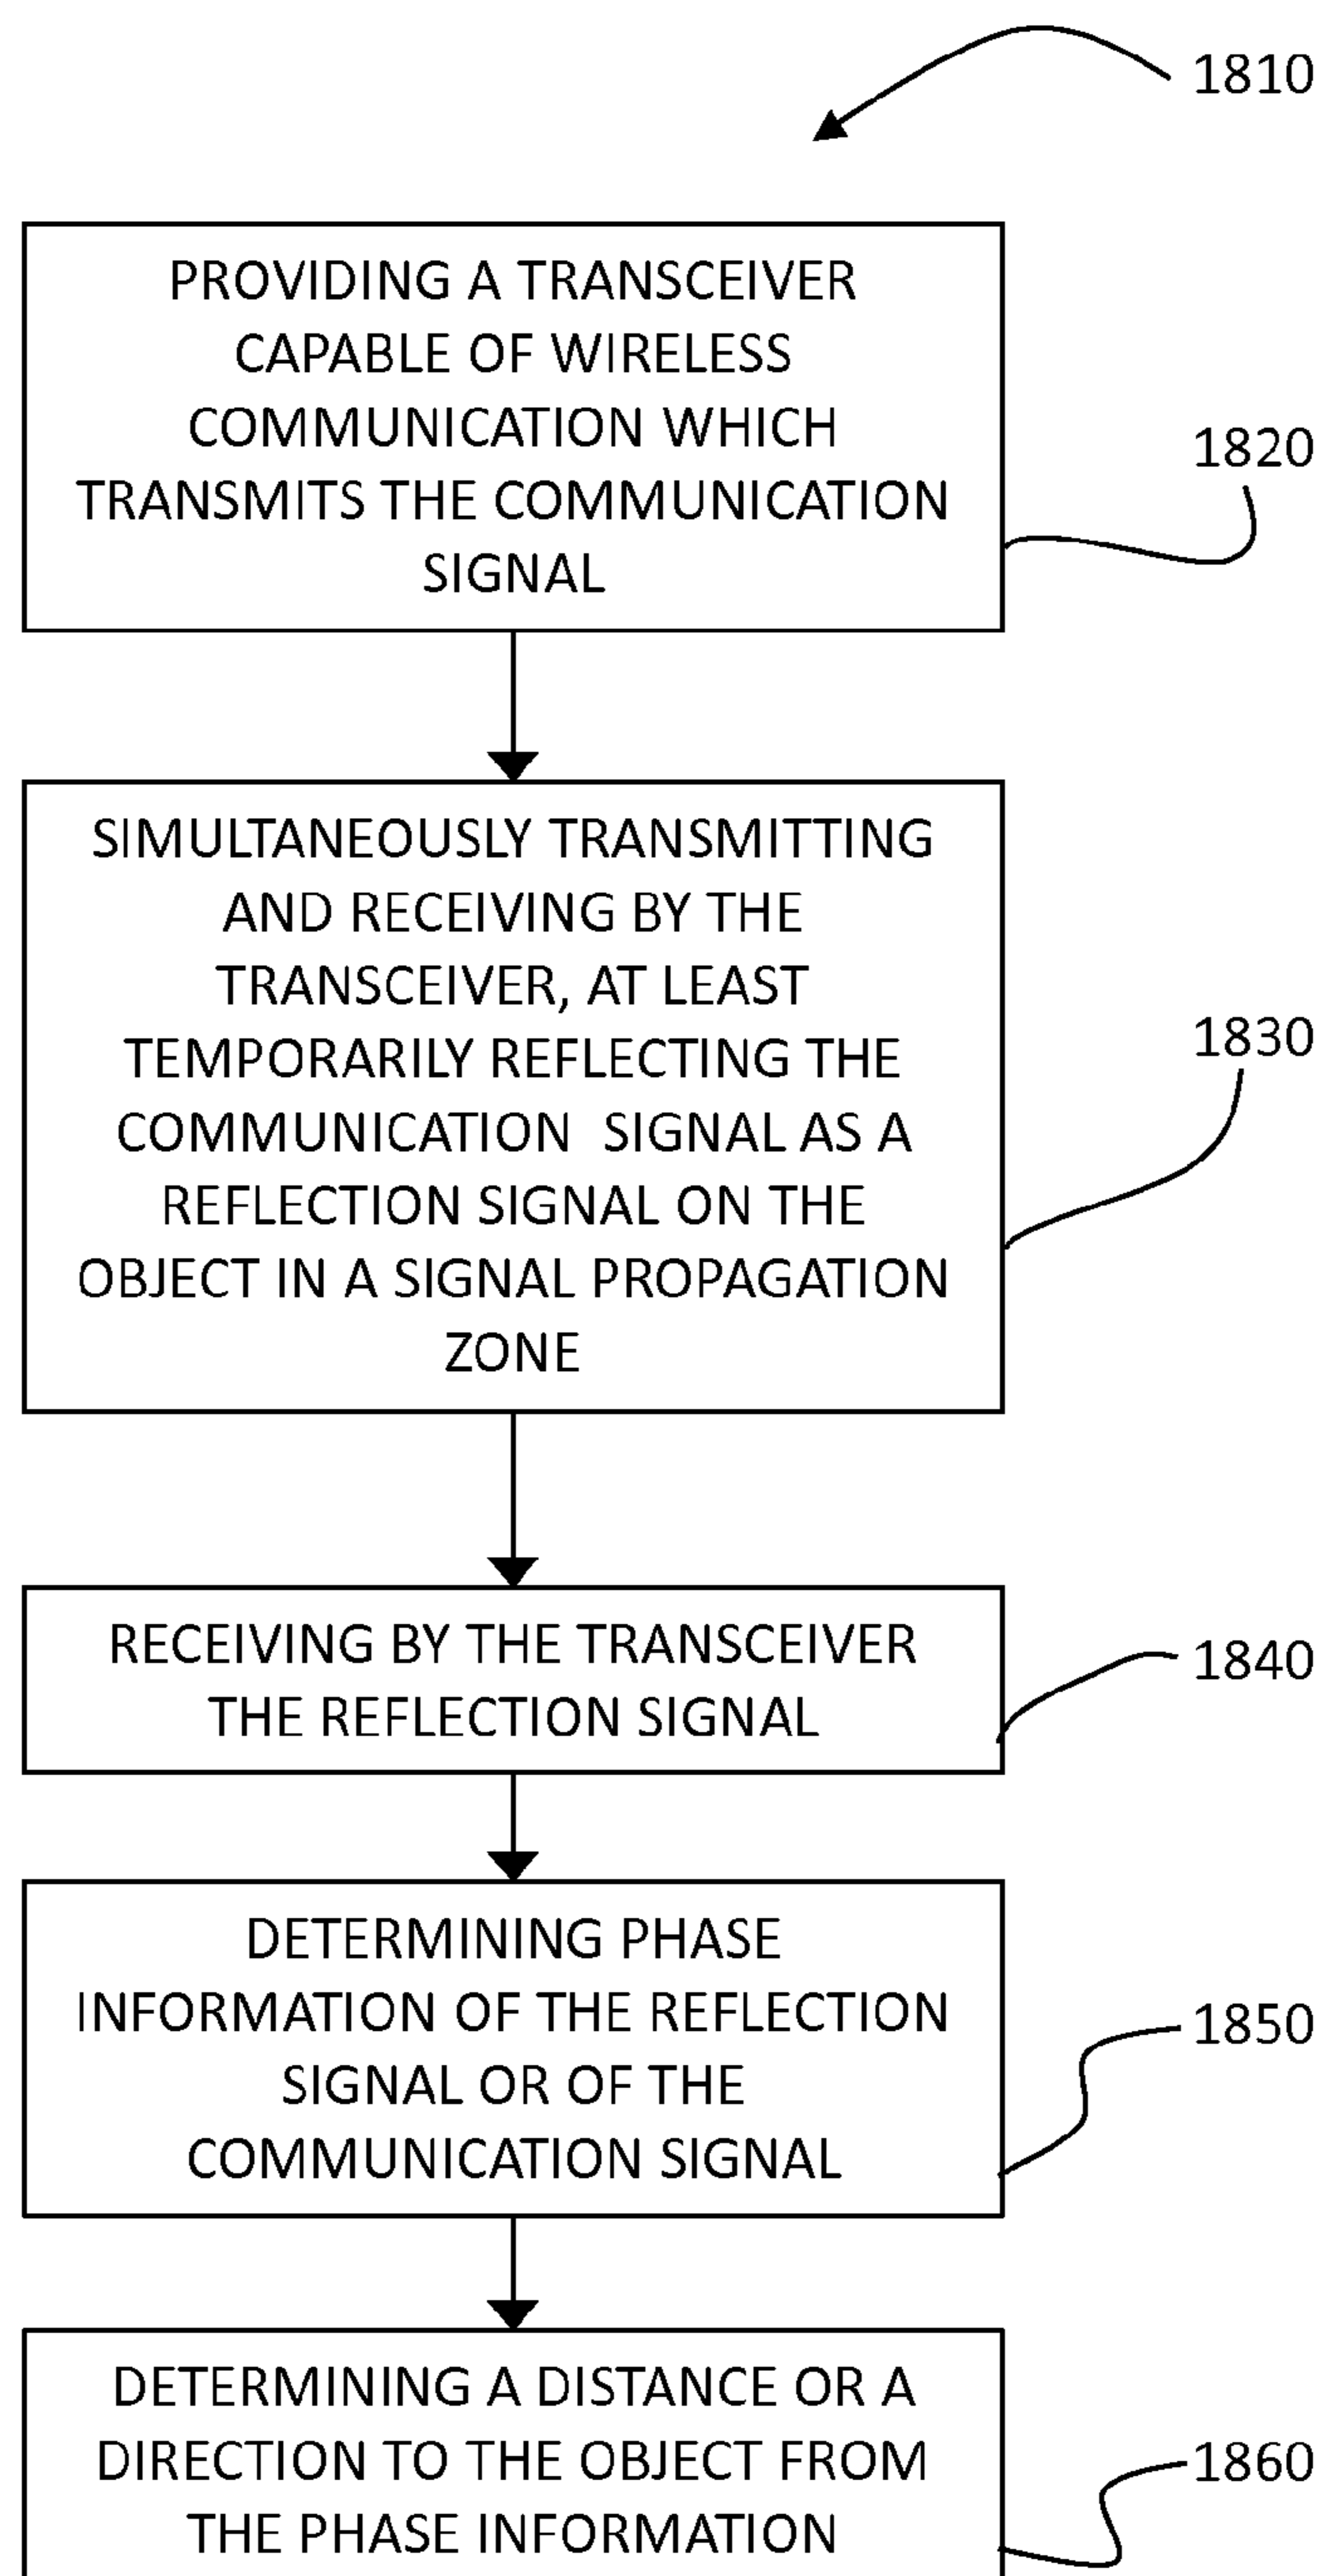 1810
PROVIDING A TRANSCEIVER
CAPABLE OF WIRELESS
COMMUNICATION WHICH
TRANSMITS THE COMMUNICATION
SIGNAL
1820
SIMULTANEOUSLY TRANSMITTING
AND RECEIVING BY THE
TRANSCEIVER, AT LEAST
TEMPORARILY REFLECTING THE
COMMUNICATION  SIGNAL AS A
REFLECTION SIGNAL ON THE
OBJECT IN A SIGNAL PROPAGATION
ZONE
1830
RECEIVING BY THE TRANSCEIVER
THE REFLECTION SIGNAL
1840
DETERMINING PHASE
INFORMATION OF THE REFLECTION
SIGNAL OR OF THE
COMMUNICATION SIGNAL
1850
DETERMINING A DISTANCE OR A
DIRECTION TO THE OBJECT FROM
THE PHASE INFORMATION
1860